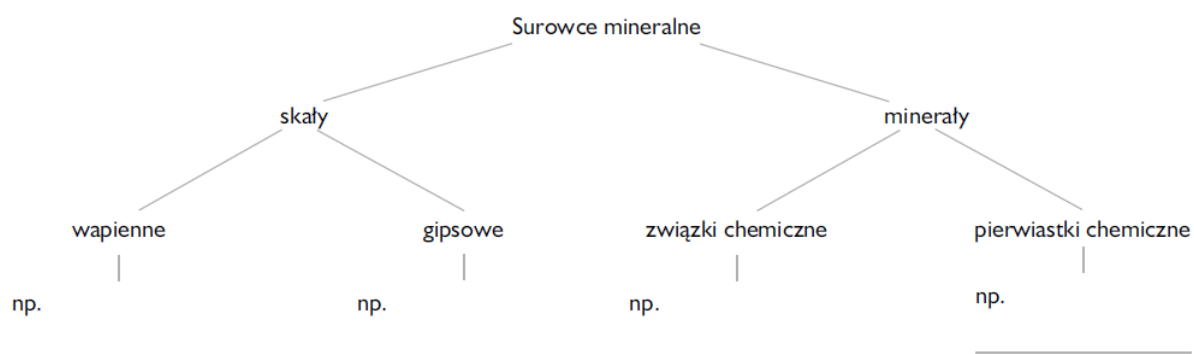 Surowce mineralne
skały
minerały
wapienne
gipsowe
związki chemiczne
pierwiastki chemiczne
np.
np.
np.
np.